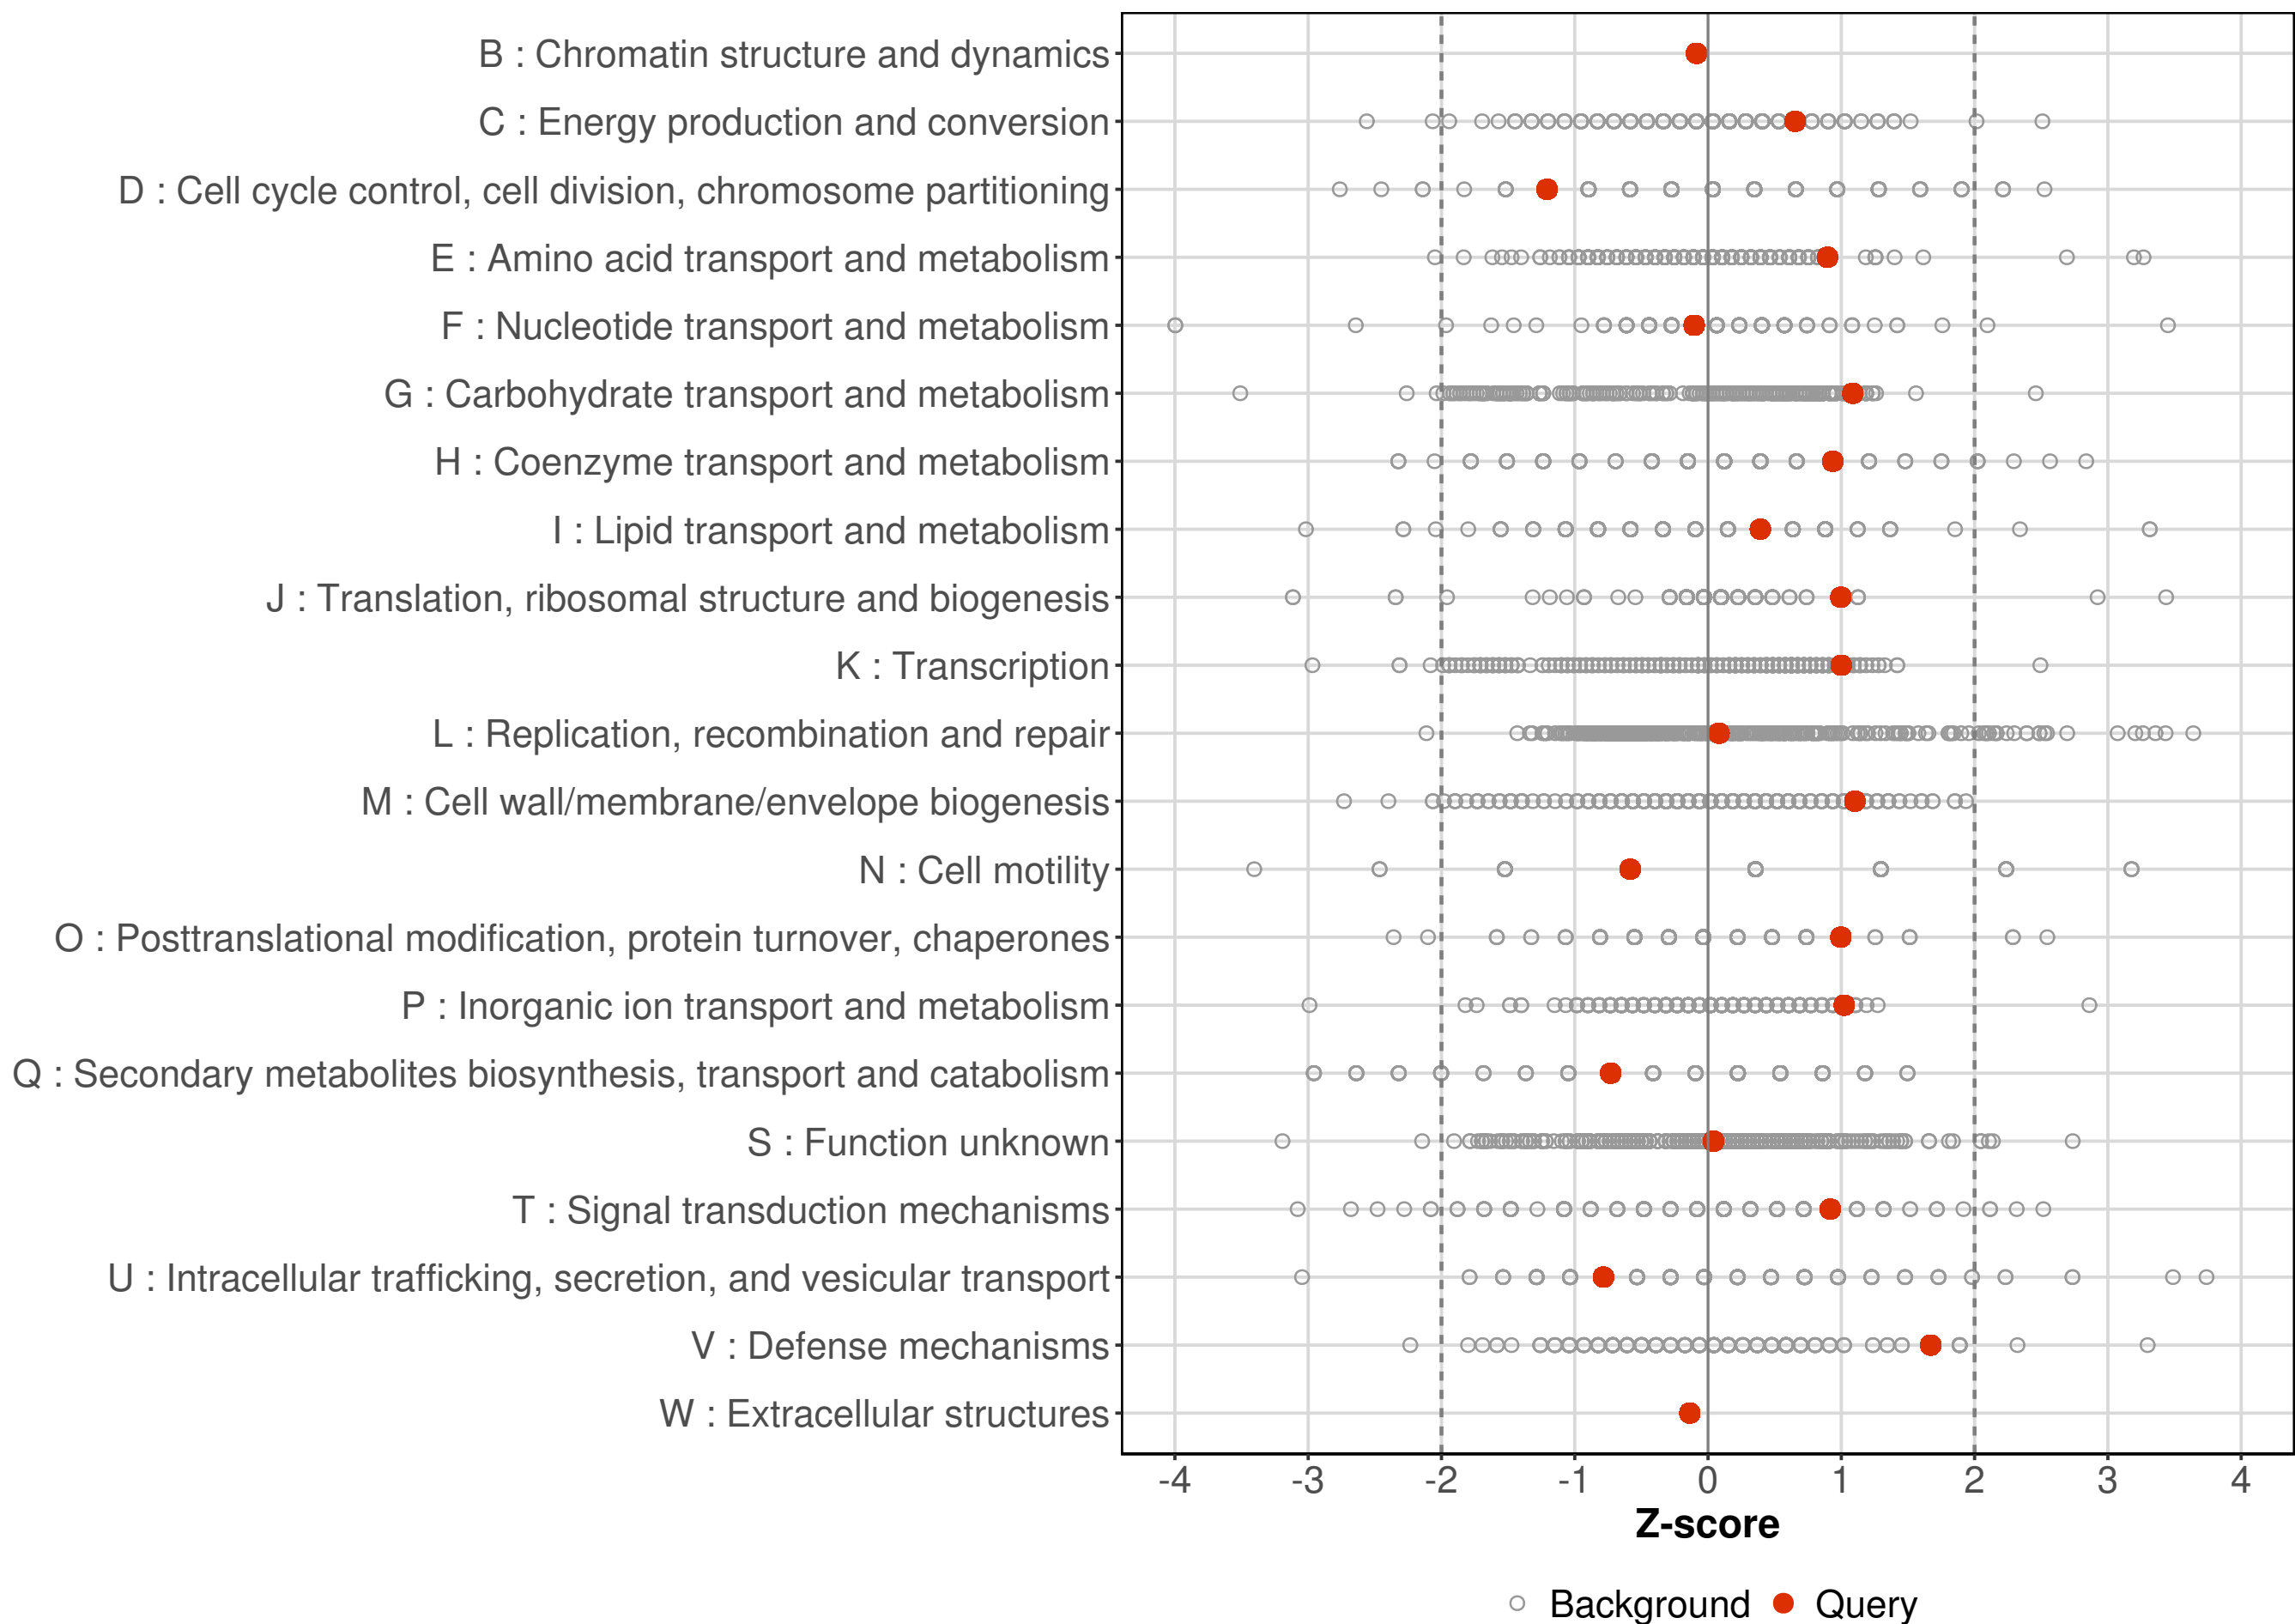 B : Chromatin structure and dynamics
C : Energy production and conversion
D : Cell cycle control, cell division, chromosome partitioning
E : Amino acid transport and metabolism
F : Nucleotide transport and metabolism
G : Carbohydrate transport and metabolism
H : Coenzyme transport and metabolism
I : Lipid transport and metabolism
J : Translation, ribosomal structure and biogenesis
K : Transcription
L : Replication, recombination and repair
M : Cell wall/membrane/envelope biogenesis
N : Cell motility
O : Posttranslational modification, protein turnover, chaperones
P : Inorganic ion transport and metabolism
Q : Secondary metabolites biosynthesis, transport and catabolism
S : Function unknown
T : Signal transduction mechanisms
U : Intracellular trafficking, secretion, and vesicular transport
V : Defense mechanisms
W : Extracellular structures
-4 -3 -2 -1 0 1 2 3 4
Z-score
Background Query